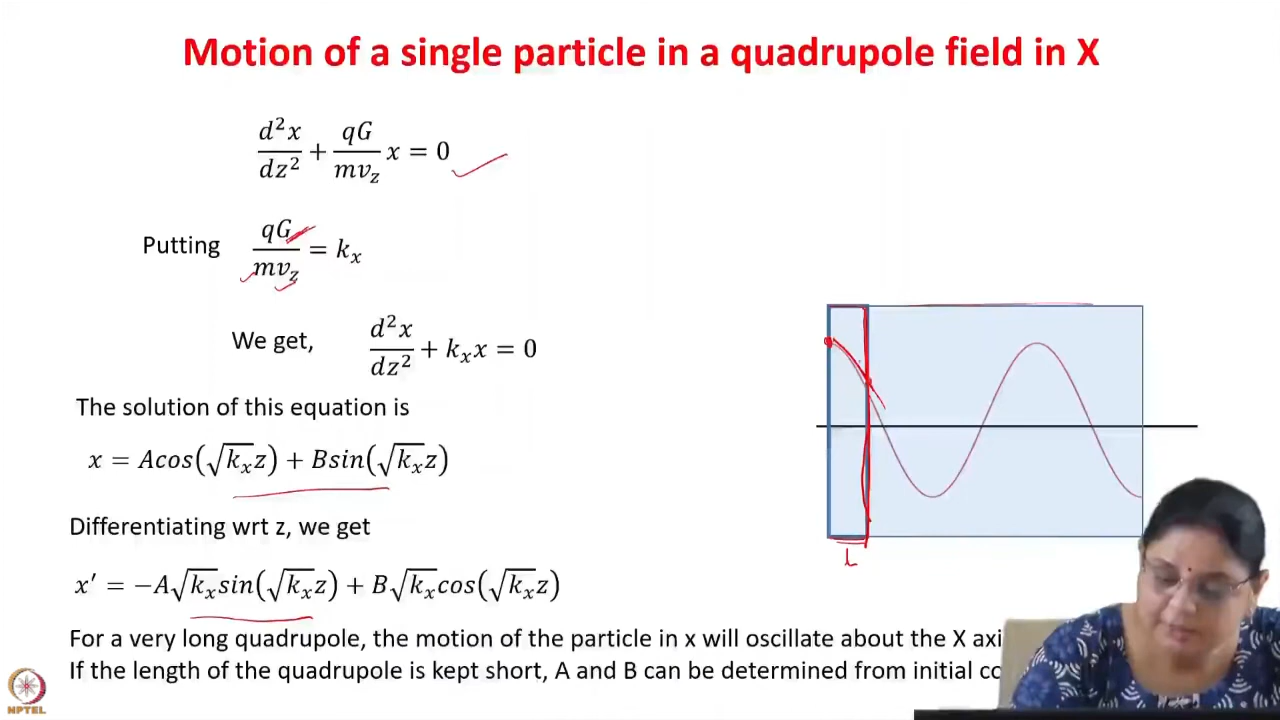 Motion of a single particle in a quadrupole field in X
d²x/dz² + qG/mv_z x = 0
Putting qG/mv_z = k_x
We get, d²x/dz² + k_x x = 0
The solution of this equation is
x = Acos(√k_x z) + Bsin(√k_x z)
Differentiating wrt z, we get
x′ = −A√k_x sin(√k_x z) + B√k_x cos(√k_x z)
L
For a very long quadrupole, the motion of the particle in x will oscillate about the X
If the length of the quadrupole is kept short, A and B can be determined from initial
NPTEL